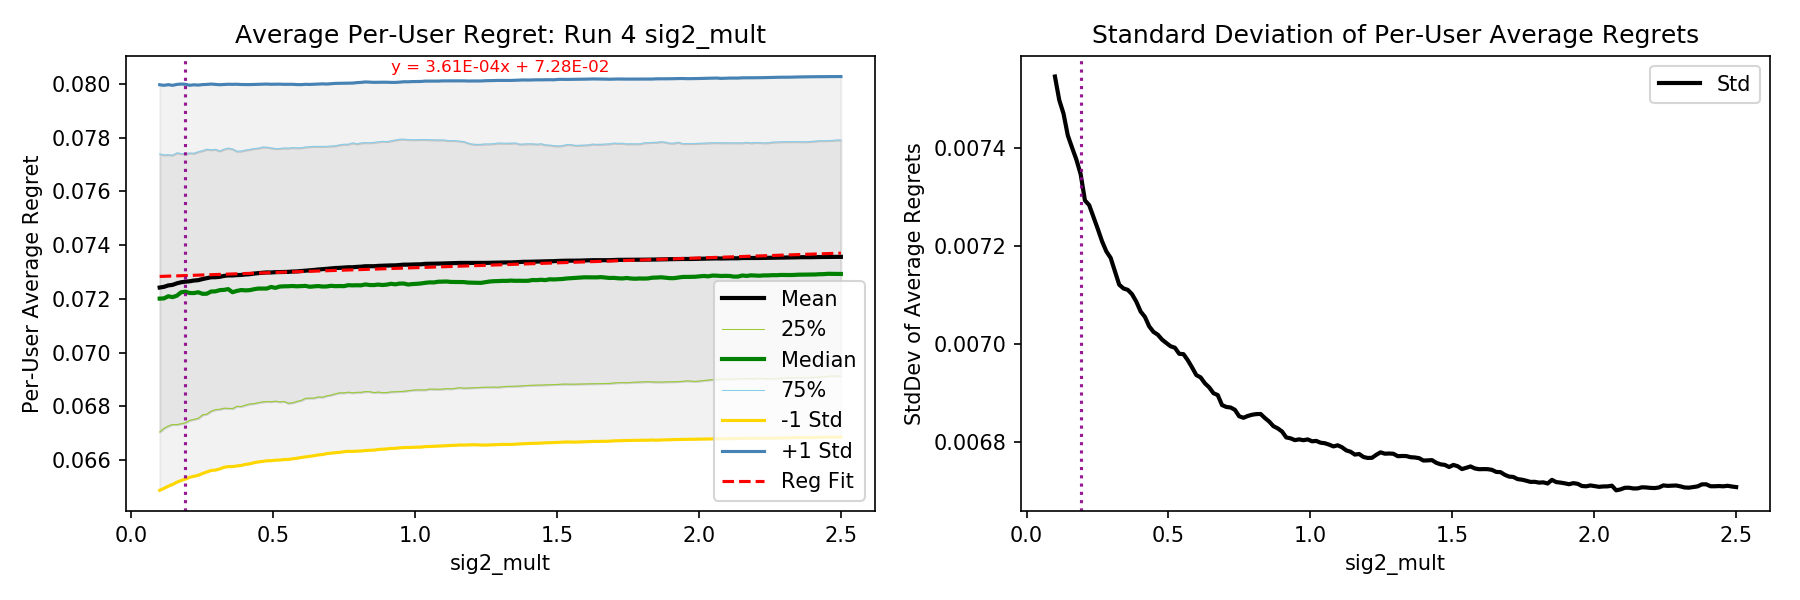 Average Per-User Regret: Run 4 sig2_mult
y = 3.61E-04x + 7.28E-02
Per-User Average Regret
0.080
0.078
0.076
0.074
0.072
0.070
0.068
0.066
Mean
25%
Median
75%
-1 Std
+1 Std
Reg Fit
0.0
0.5
1.0
1.5
2.0
2.5
sig2_mult
Standard Deviation of Per-User Average Regrets
Std
StdDev of Average Regrets
0.0074
0.0072
0.0070
0.0068
0.0
0.5
1.0
1.5
2.0
2.5
sig2_mult